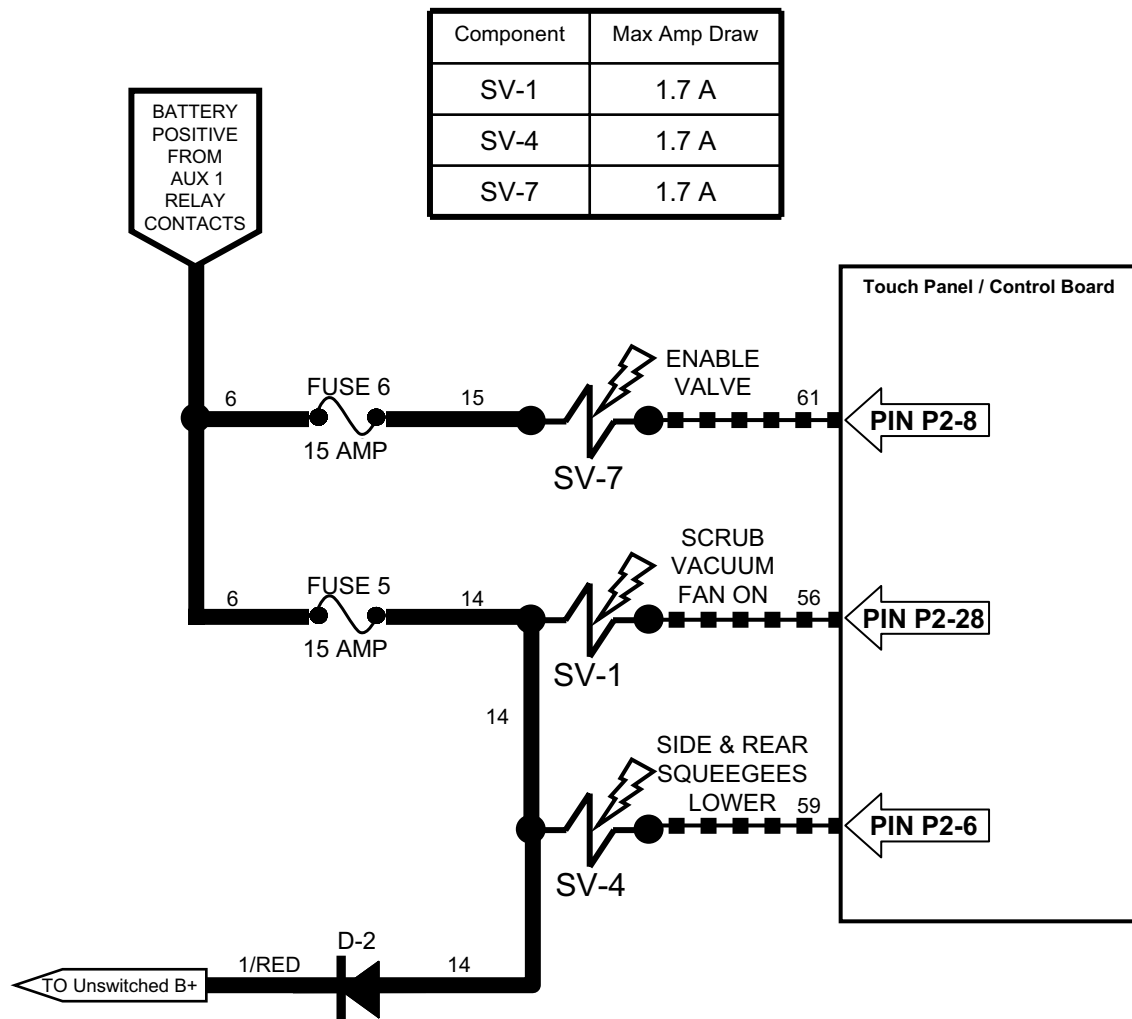 Component Max Amp Draw
SV-1 1.7 A
SV-4 1.7 A
SV-7 1.7 A
BATTERY
POSITIVE
FROM
AUX 1
RELAY
CONTACTS
Touch Panel / Control Board
6
FUSE 6
15 AMP
15
SV-7
ENABLE
VALVE
61
PIN P2-8
6
FUSE 5
15 AMP
14
SV-1
SCRUB
VACUUM
FAN ON
56
PIN P2-28
14
SV-4
SIDE & REAR
SQUEEGEES
LOWER
59
PIN P2-6
TO Unswitched B+
1/RED
D-2
14